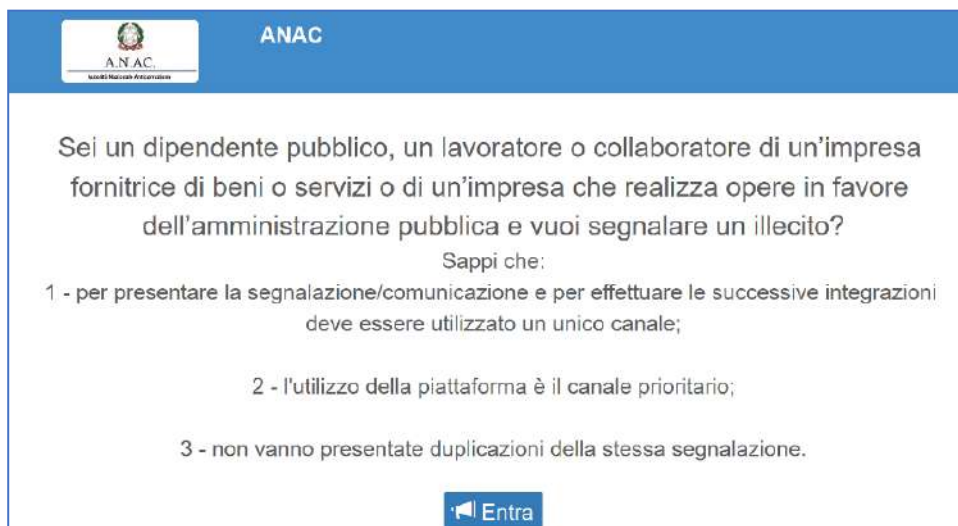 ANAC
A.N.AC.
Autorità Nazionale Anticorruzione
Sei un dipendente pubblico, un lavoratore o collaboratore di un'impresa
fornitrice di beni o servizi o di un'impresa che realizza opere in favore
dell'amministrazione pubblica e vuoi segnalare un illecito?
Sappi che:
1 - per presentare la segnalazione/comunicazione e per effettuare le successive integrazioni
deve essere utilizzato un unico canale;
2 - l'utilizzo della piattaforma è il canale prioritario;
3 - non vanno presentate duplicazioni della stessa segnalazione.
Entra